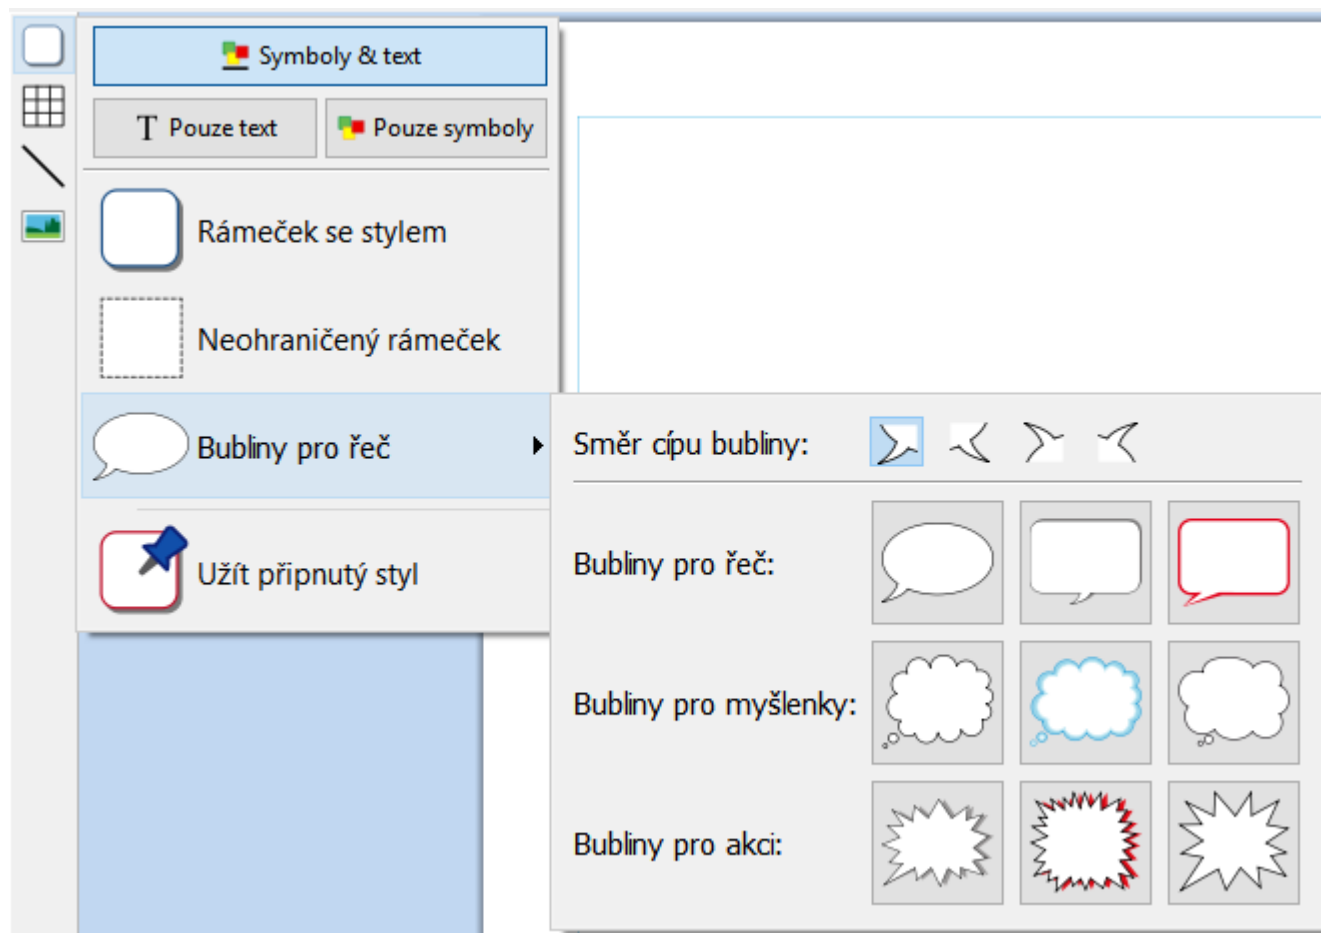 Symboly & text
T Pouze text
Pouze symboly
Rámeček se stylem
Neohraničený rámeček
Bubliny pro řeč
Směr cípu bubliny:
Bubliny pro řeč:
Užít připnutý styl
Bubliny pro myšlenky:
Bubliny pro akci: